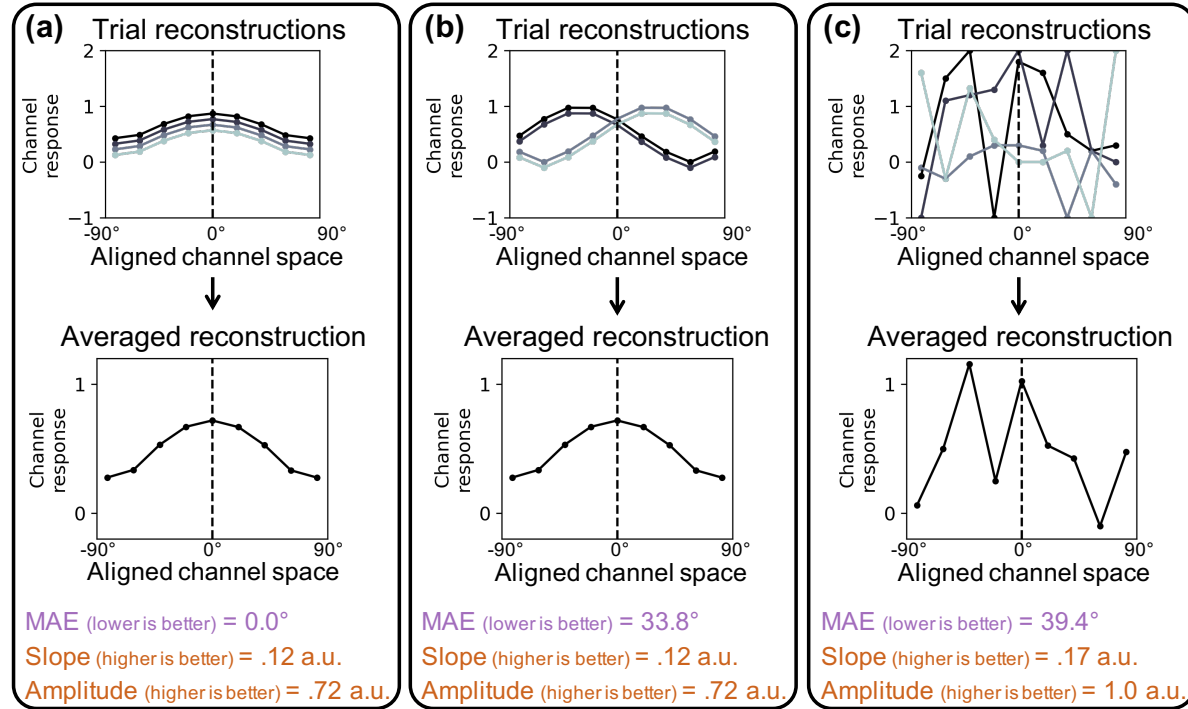 (a)
Trial reconstructions
Channel
response
2
1
0
−1
-90°
0°
90°
Aligned channel space
Averaged reconstruction
Channel
response
1
0
-90°
0°
90°
Aligned channel space
MAE (lower is better) = 0.0°
Slope (higher is better) = .12 a.u.
Amplitude (higher is better) = .72 a.u.
(b)
Trial reconstructions
Channel
response
2
1
0
−1
-90°
0°
90°
Aligned channel space
Averaged reconstruction
Channel
response
1
0
-90°
0°
90°
Aligned channel space
MAE (lower is better) = 33.8°
Slope (higher is better) = .12 a.u.
Amplitude (higher is better) = .72 a.u.
(c)
Trial reconstructions
Channel
response
2
1
0
−1
-90°
0°
90°
Aligned channel space
Averaged reconstruction
Channel
response
1
0
-90°
0°
90°
Aligned channel space
MAE (lower is better) = 39.4°
Slope (higher is better) = .17 a.u.
Amplitude (higher is better) = 1.0 a.u.